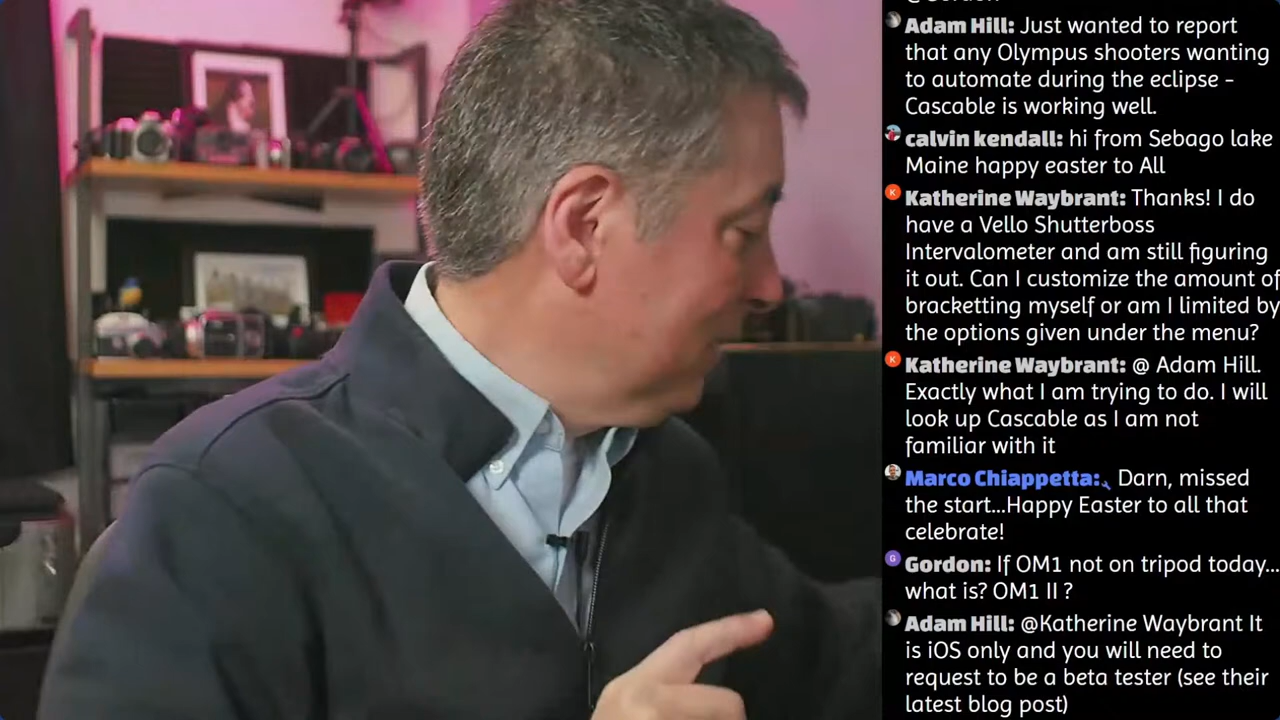 Adam Hill: Just wanted to report
that any Olympus shooters wanting
to automate during the eclipse -
Cascable is working well.
calvin kendall: hi from Sebago lake
Maine happy easter to All
K Katherine Waybrant: Thanks! I do
have a Vello Shutterboss
Intervalometer and am still figuring
it out. Can I customize the amount of
bracketting myself or am I limited by
the options given under the menu?
K Katherine Waybrant: @ Adam Hill.
Exactly what I am trying to do. I will
look up Cascable as I am not
familiar with it
Marco Chiappetta: Darn, missed
the start...Happy Easter to all that
celebrate!
G Gordon: If OM1 not on tripod today...
what is? OM1 II ?
Adam Hill: @Katherine Waybrant It
is iOS only and you will need to
request to be a beta tester (see their
latest blog post)